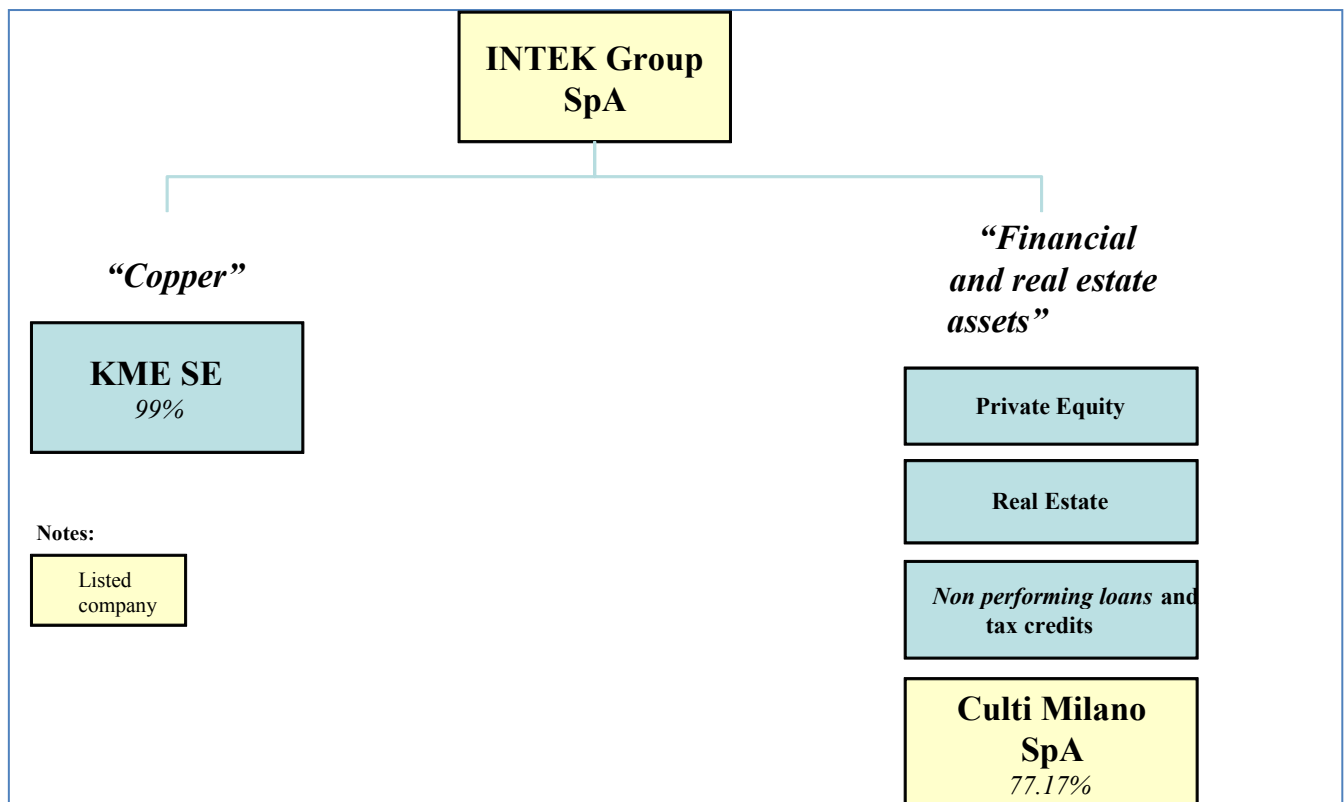 INTEK Group
SpA
“Copper”
KME SE
99%
Notes:
Listed
company
“Financial
and real estate
assets”
Private Equity
Real Estate
Non performing loans and
tax credits
Culti Milano
SpA
77.17%